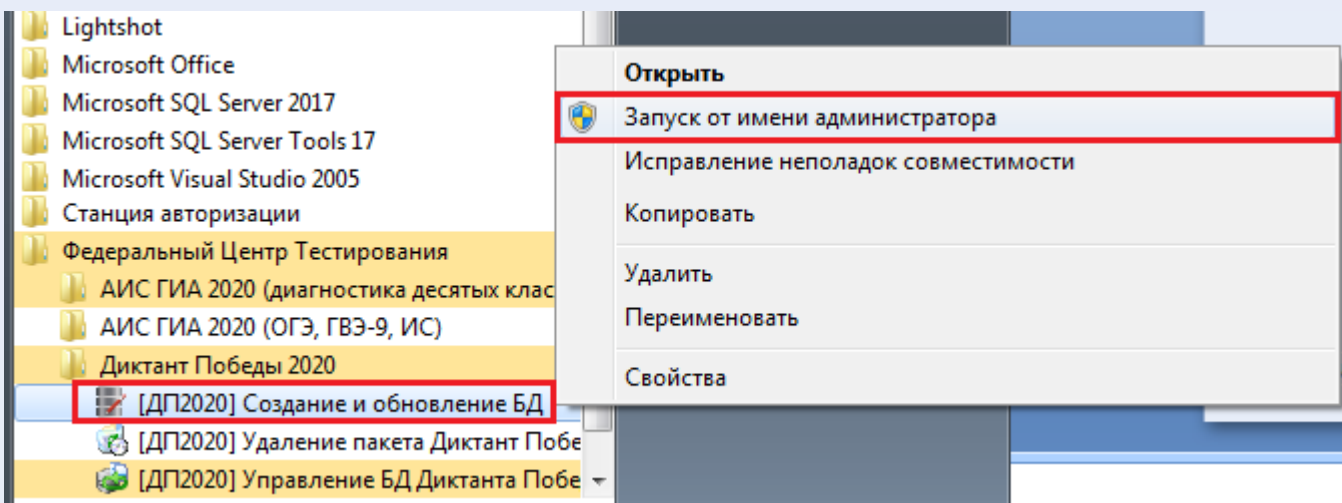 Lightshot
Microsoft Office
Microsoft SQL Server 2017
Microsoft SQL Server Tools 17
Microsoft Visual Studio 2005
Станция авторизации
Федеральный Центр Тестирования
АИС ГИА 2020 (диагностика десятых клас
АИС ГИА 2020 (ОГЭ, ГВЭ-9, ИС)
Диктант Победы 2020
[ДП2020] Создание и обновление БД
[ДП2020] Удаление пакета Диктант Побе
[ДП2020] Управление БД Диктанта Побе
Открыть
Запуск от имени администратора
Исправление неполадок совместимости
Копировать
Удалить
Переименовать
Свойства